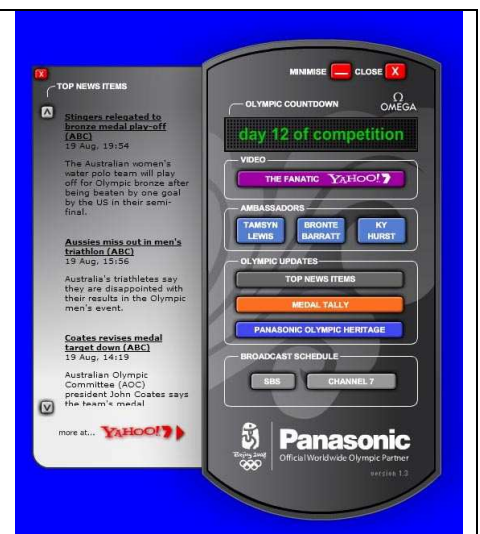 TOP NEWS ITEMS
Stingers relegated to
bronze medal play-off
(ABC)
19 Aug, 19:54
The Australian women's
water polo team will play
off for Olympic bronze after
being beaten by one goal
by the US in their semi-
final.
Aussies miss out in men's
triathlon (ABC)
19 Aug, 15:56
Australia's triathletes say
they are disappointed with
their results in the Olympic
men's event.
Coates revises medal
target down (ABC)
19 Aug, 14:19
Australian Olympic
Committee (AOC)
president John Coates says
the team's medal
more at... YAHOO!7
MINIMISE CLOSE X
Ω
OMEGA
OLYMPIC COUNTDOWN
day 12 of competition
VIDEO
THE FANATIC YAHOO!7
AMBASSADORS
TAMSYN
LEWIS
BRONTE
BARRATT
KY
HURST
OLYMPIC UPDATES
TOP NEWS ITEMS
MEDAL TALLY
PANASONIC OLYMPIC HERITAGE
BROADCAST SCHEDULE
SBS CHANNEL 7
Beijing 2008
Panasonic
Official Worldwide Olympic Partner
version 1.3